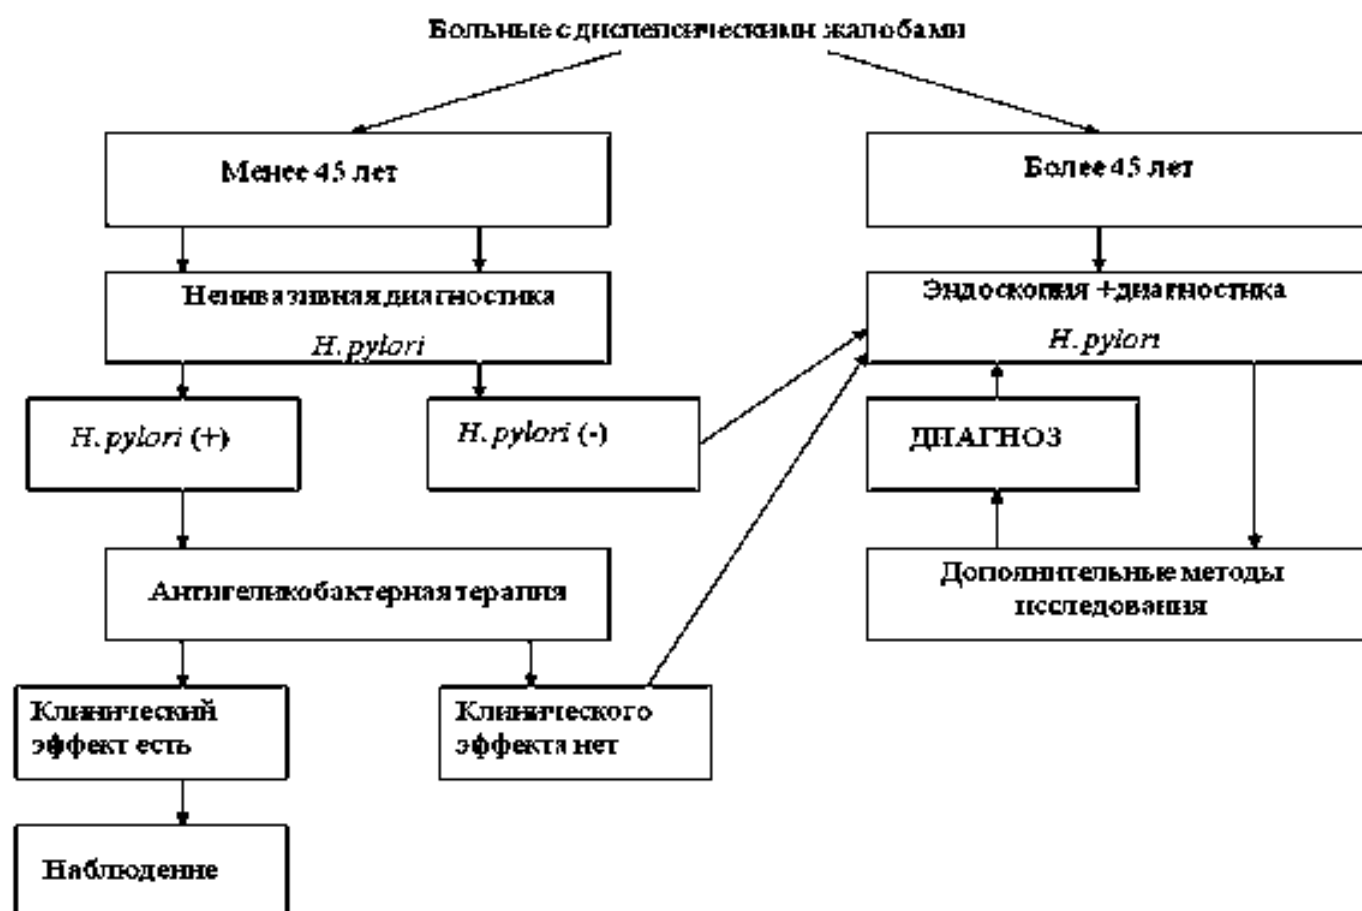 Больные с диспепсическими жалобами
Менее 45 лет
Более 45 лет
Неинвазивная диагностика
H. pylori
Эндоскопия +диагностика
H. pylori
H. pylori (+)
H. pylori (-)
ДИАГНОЗ
Антигеликобактерная терапия
Дополнительные методы
исследования
Клинический
эффект есть
Клинического
эффекта нет
Наблюдение